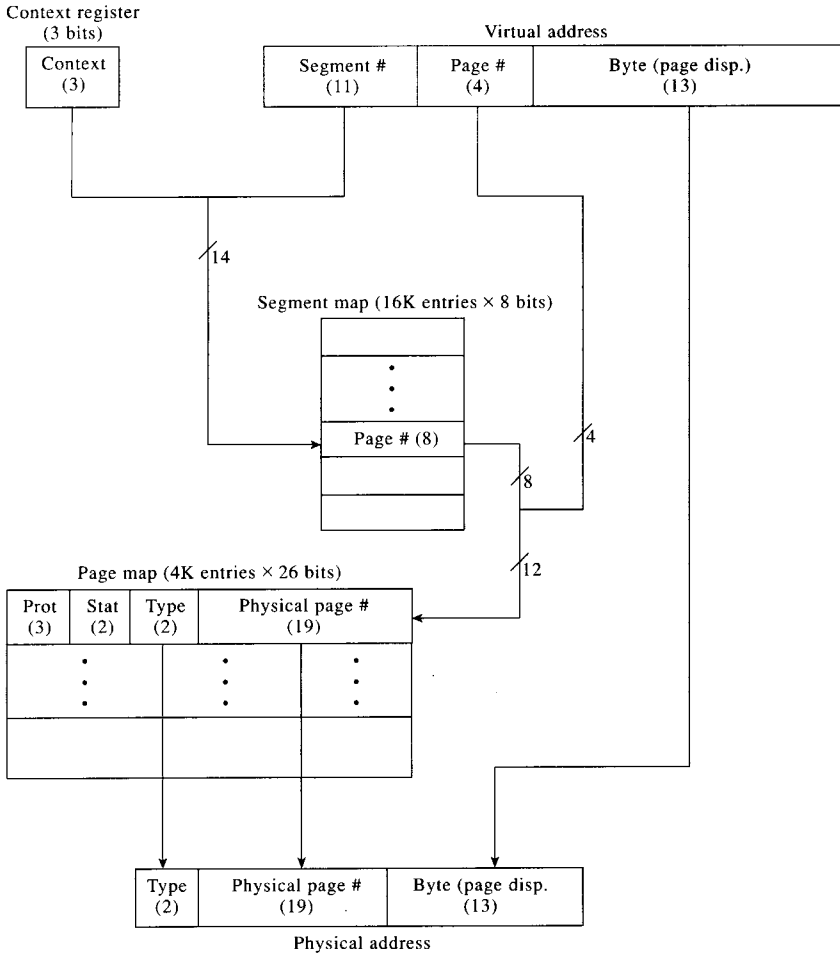 Context register
(3 bits)
Virtual address
Context
(3)
Segment #
(11)
Page #
(4)
Byte (page disp.)
(13)
14
Segment map (16K entries × 8 bits)
Page # (8)
4
8
12
Page map (4K entries × 26 bits)
Prot
(3)
Stat
(2)
Type
(2)
Physical page #
(19)
Type
(2)
Physical page #
(19)
Byte (page disp.
(13)
Physical address